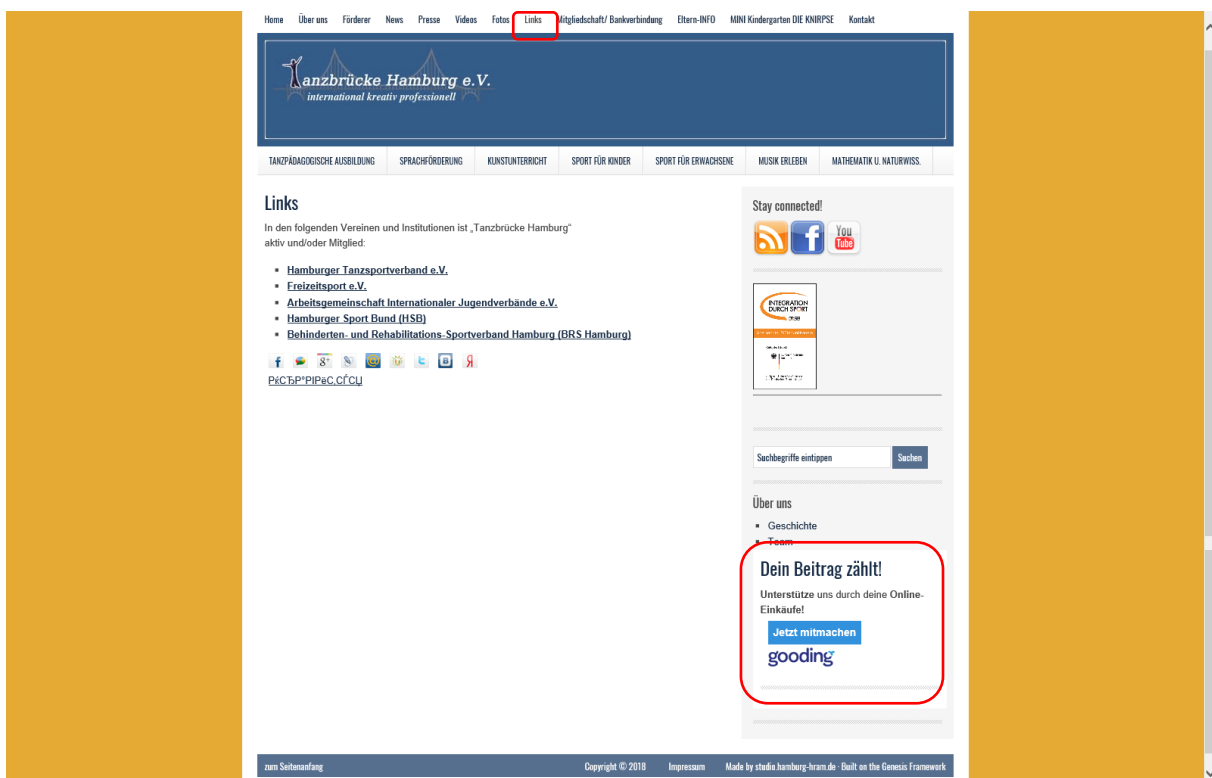 Home Über uns Förderer News Presse Videos Fotos Links Mitgliedschaft/ Bankverbindung Eltern-INFO MINI Kindergarten DIE KNIRPSE Kontakt
Tanzbrücke Hamburg e.V.
international kreativ professionell
TANZPÄDAGOGISCHE AUSBILDUNG SPRACHFÖRDERUNG KUNSTUNTERRICHT SPORT FÜR KINDER SPORT FÜR ERWACHSENE MUSIK ERLEBEN MATHEMATIK U. NATURWISS.
Links
In den folgenden Vereinen und Institutionen ist „Tanzbrücke Hamburg"
aktiv und/oder Mitglied:
Hamburger Tanzsportverband e.V.
Freizeitsport e.V.
Arbeitsgemeinschaft Internationaler Jugendverbände e.V.
Hamburger Sport Bund (HSB)
Behinderten- und Rehabilitations-Sportverband Hamburg (BRS Hamburg)
РќСЂР°РІРёС‚СЃСЏ
Stay connected!
You
Tube
INTEGRATION
DURCH SPORT
Suchbegriffe eintippen Suchen
Über uns
Geschichte
Team
Dein Beitrag zählt!
Unterstütze uns durch deine Online-
Einkäufe!
Jetzt mitmachen
gooding
zum Seitenanfang Copyright © 2018 Impressum Made by studio.hamburg-hram.de · Built on the Genesis Framework